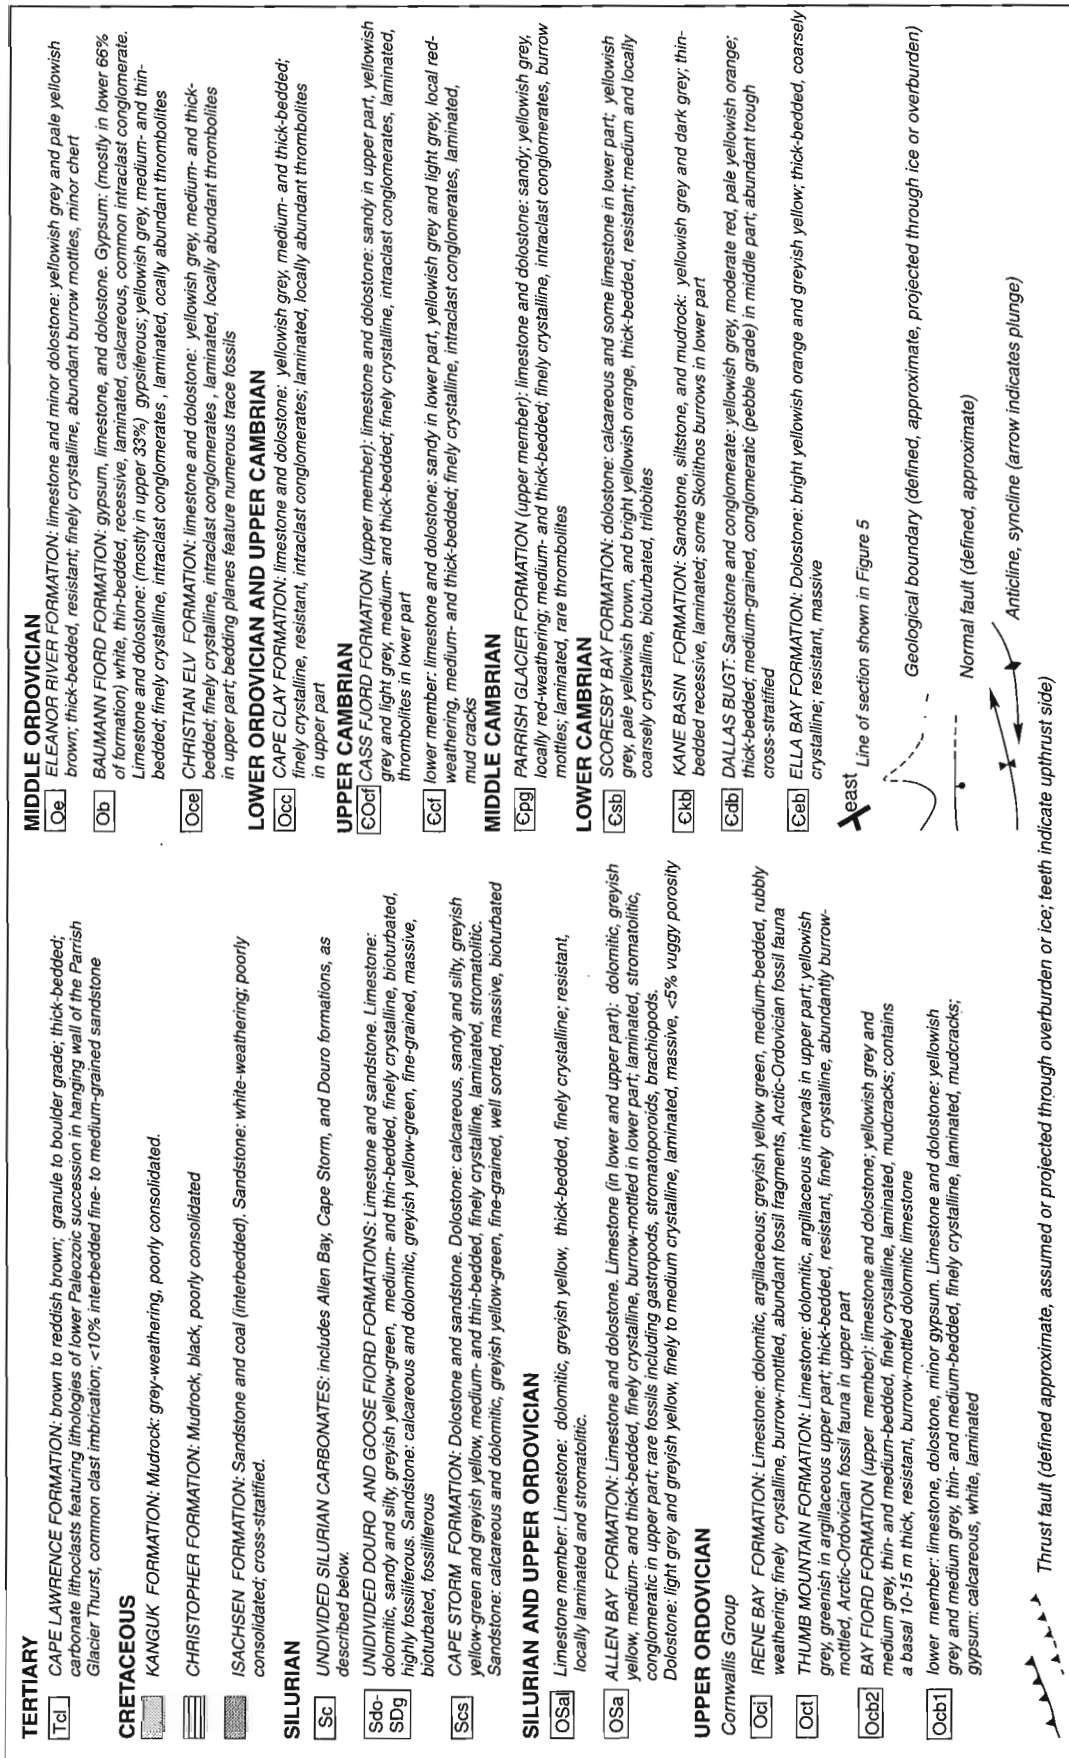 TERTIARY
Tcl
CAPE LAWRENCE FORMATION: brown to reddish brown; granule to boulder grade; thick-bedded;
carbonate lithoclasts featuring lithologies of lower Paleozoic succession in hanging wall of the Parrish
Glacier Thurst, common clast imbrication; <10% interbedded fine- to medium-grained sandstone
CRETACEOUS
KANGUK FORMATION: Mudrock: grey-weathering, poorly consolidated.
CHRISTOPHER FORMATION: Mudrock, black, poorly consolidated
ISACHSEN FORMATION: Sandstone and coal (interbedded). Sandstone: white-weathering; poorly
consolidated; cross-stratified.
SILURIAN
Sc
UNDIVIDED SILURIAN CARBONATES: includes Allen Bay, Cape Storm, and Douro formations, as
described below.
Sdo-
SDg
UNIDIVIDED DOURO AND GOOSE FIORD FORMATIONS: Limestone and sandstone. Limestone:
dolomitic, sandy and silty, greyish yellow-green, medium- and thin-bedded, finely crystalline, bioturbated,
highly fossiliferous. Sandstone: calcareous and dolomitic, greyish yellow-green, fine-grained, massive,
bioturbated, fossiliferous
Scs
CAPE STORM FORMATION: Dolostone and sandstone. Dolostone: calcareous, sandy and silty, greyish
yellow-green and greyish yellow, medium- and thin-bedded, finely crystalline, laminated, stromatolitic.
Sandstone: calcareous and dolomitic, greyish yellow-green, fine-grained, well sorted, massive, bioturbated
SILURIAN AND UPPER ORDOVICIAN
OSal
Limestone member: Limestone: dolomitic, greyish yellow, thick-bedded, finely crystalline; resistant,
locally laminated and stromatolitic.
OSa
ALLEN BAY FORMATION: Limestone and dolostone. Limestone (in lower and upper part): dolomitic, greyish
yellow, medium- and thick-bedded, finely crystalline, burrow-mottled in lower part; laminated, stromatolitic,
conglomeratic in upper part; rare fossils including gastropods, stromatoporoids, brachiopods.
Dolostone: light grey and greyish yellow, finely to medium crystalline, laminated, massive, <5% vuggy porosity
UPPER ORDOVICIAN
Cornwallis Group
Oci
IRENE BAY FORMATION: Limestone: dolomitic, argillaceous; greyish yellow green, medium-bedded, rubbly
weathering; finely crystalline, burrow-mottled, abundant fossil fragments, Arctic-Ordovician fossil fauna
Oct
THUMB MOUNTAIN FORMATION: Limestone: dolomitic, argillaceous intervals in upper part; yellowish
grey, greenish in argillaceous upper part; thick-bedded, resistant, finely crystalline, abundantly burrow-
mottled, Arctic-Ordovician fossil fauna in upper part
Ocb2
BAY FIORD FORMATION (upper member): limestone and dolostone; yellowish grey and
medium grey, thin- and medium-bedded, finely crystalline, laminated, mudcracks; contains
a basal 10-15 m thick, resistant, burrow-mottled dolomitic limestone
Ocb1
lower member: limestone, dolostone, minor gypsum. Limestone and dolostone: yellowish
grey and medium grey, thin- and medium-bedded, finely crystalline, laminated, mudcracks;
gypsum: calcareous, white, laminated
Thrust fault (defined approximate, assumed or projected through overburden or ice; teeth indicate upthrust side)
MIDDLE ORDOVICIAN
Oe
ELEANOR RIVER FORMATION: limestone and minor dolostone: yellowish grey and pale yellowish
brown; thick-bedded, resistant; finely crystalline, abundant burrow mottles, minor chert
Ob
BAUMANN FIORD FORMATION: gypsum, limestone, and dolostone. Gypsum: (mostly in lower 66%
of formation) white, thin-bedded, recessive, laminated, calcareous, common intraclast conglomerate.
Limestone and dolostone: (mostly in upper 33%) gypsiferous; yellowish grey, medium- and thin-
bedded; finely crystalline, intraclast conglomerates , laminated, ocally abundant thrombolites
Oce
CHRISTIAN ELV FORMATION: limestone and dolostone: yellowish grey, medium- and thick-
bedded; finely crystalline, intraclast conglomerates , laminated, locally abundant thrombolites
in upper part; bedding planes feature numerous trace fossils
LOWER ORDOVICIAN AND UPPER CAMBRIAN
Occ
CAPE CLAY FORMATION: limestone and dolostone: yellowish grey, medium- and thick-bedded;
finely crystalline, resistant, intraclast conglomerates; laminated, locally abundant thrombolites
in upper part
UPPER CAMBRIAN
ЄOcf
CASS FJORD FORMATION (upper member): limestone and dolostone: sandy in upper part, yellowish
grey and light grey, medium- and thick-bedded; finely crystalline, intraclast conglomerates, laminated,
thrombolites in lower part
Єcf
lower member: limestone and dolostone: sandy in lower part, yellowish grey and light grey, local red-
weathering, medium- and thick-bedded; finely crystalline, intraclast conglomerates, laminated,
mud cracks
MIDDLE CAMBRIAN
Єpg
PARRISH GLACIER FORMATION (upper member): limestone and dolostone: sandy; yellowish grey,
locally red-weathering; medium- and thick-bedded; finely crystalline, intraclast conglomerates, burrow
mottles; laminated, rare thrombolites
LOWER CAMBRIAN
Єsb
SCORESBY BAY FORMATION: dolostone: calcareous and some limestone in lower part; yellowish
grey, pale yellowish brown, and bright yellowish orange, thick-bedded, resistant; medium and locally
coarsely crystalline, bioturbated, trilobites
Єkb
KANE BASIN FORMATION: Sandstone, siltstone, and mudrock: yellowish grey and dark grey; thin-
bedded recessive, laminated; some Skolithos burrows in lower part
Єdb
DALLAS BUGT: Sandstone and conglomerate: yellowish grey, moderate red, pale yellowish orange;
thick-bedded; medium-grained, conglomeratic (pebble grade) in middle part; abundant trough
cross-stratified
Єeb
ELLA BAY FORMATION: Dolostone: bright yellowish orange and greyish yellow; thick-bedded, coarsely
crystalline; resistant, massive
east
Line of section shown in Figure 5
Geological boundary (defined, approximate, projected through ice or overburden)
Normal fault (defined, approximate)
Anticline, syncline (arrow indicates plunge)